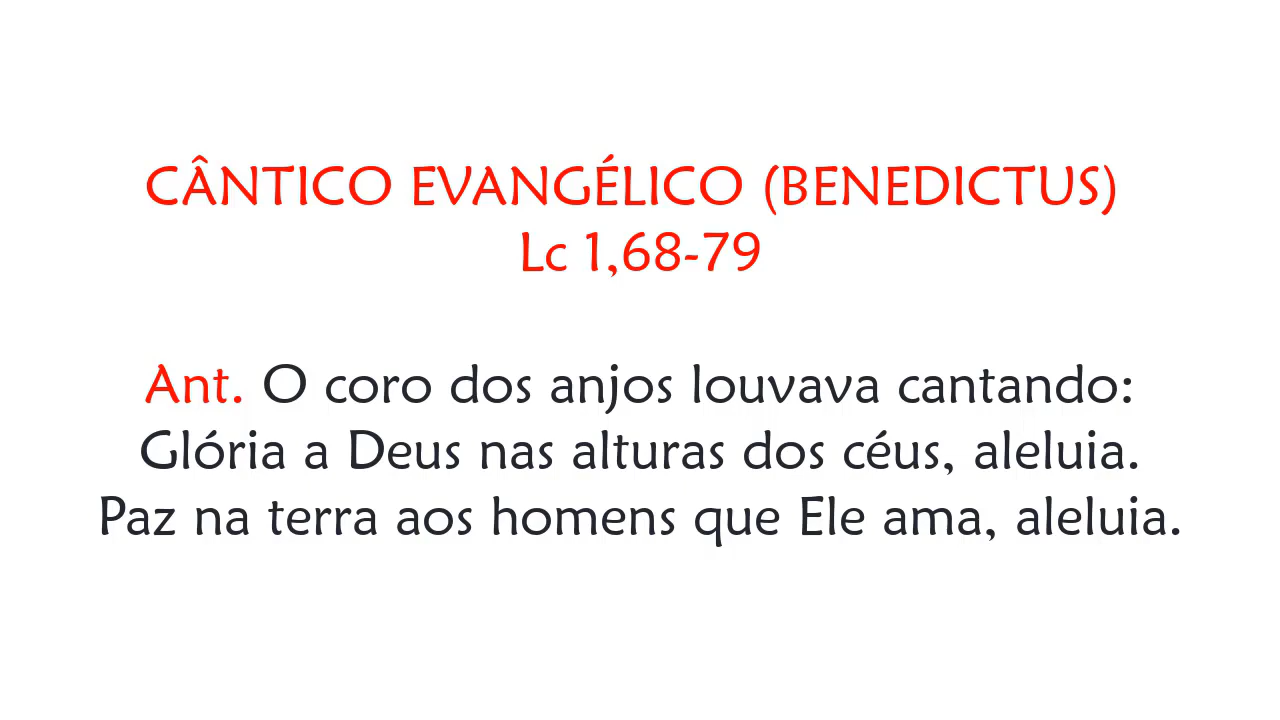 CÂNTICO EVANGÉLICO (BENEDICTUS)
Lc 1,68-79
Ant. O coro dos anjos louvava cantando:
Glória a Deus nas alturas dos céus, aleluia.
Paz na terra aos homens que Ele ama, aleluia.